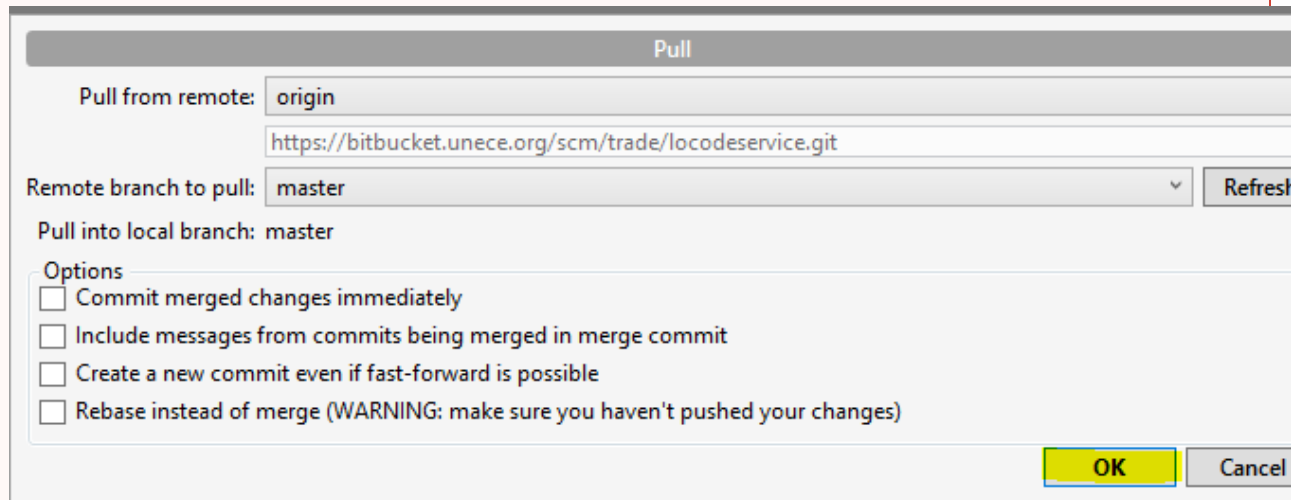 Pull
Pull from remote: origin
https://bitbucket.unece.org/scm/trade/locodeservice.git
Remote branch to pull: master Refresh
Pull into local branch: master
Options
Commit merged changes immediately
Include messages from commits being merged in merge commit
Create a new commit even if fast-forward is possible
Rebase instead of merge (WARNING: make sure you haven't pushed your changes)
OK Cancel